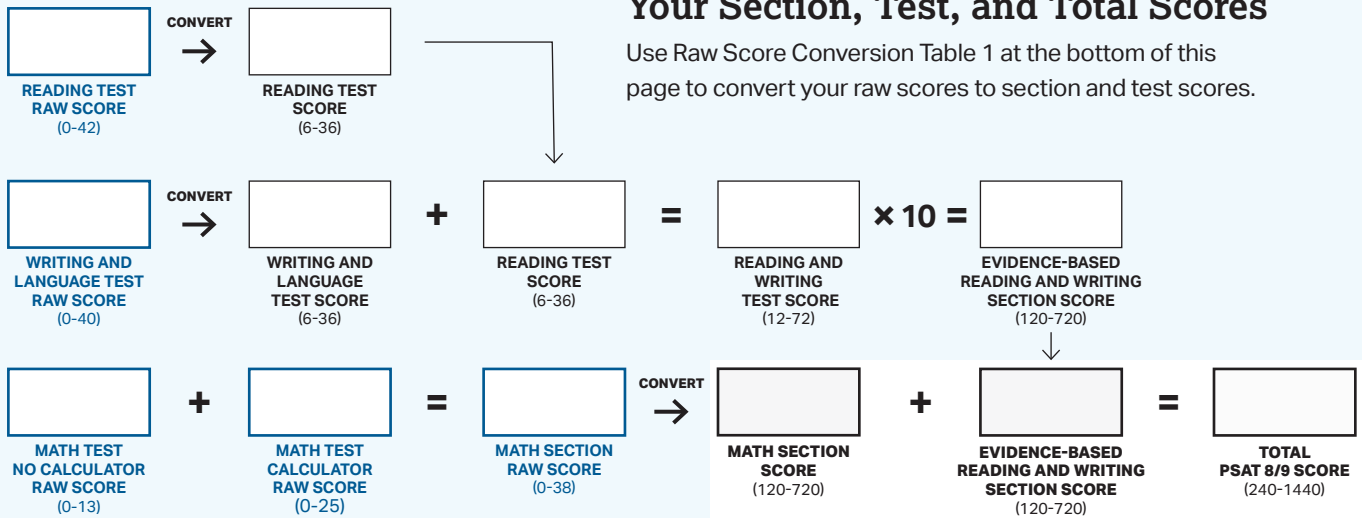 Your Section, Test, and Total Scores
Use Raw Score Conversion Table 1 at the bottom of this
page to convert your raw scores to section and test scores.
CONVERT
→
READING TEST
RAW SCORE
(0-42)
READING TEST
SCORE
(6-36)
CONVERT
→
+
=
× 10 =
WRITING AND
LANGUAGE TEST
RAW SCORE
(0-40)
WRITING AND
LANGUAGE
TEST SCORE
(6-36)
READING TEST
SCORE
(6-36)
READING AND
WRITING
TEST SCORE
(12-72)
EVIDENCE-BASED
READING AND WRITING
SECTION SCORE
(120-720)
+
=
CONVERT
→
+
=
MATH TEST
NO CALCULATOR
RAW SCORE
(0-13)
MATH TEST
CALCULATOR
RAW SCORE
(0-25)
MATH SECTION
RAW SCORE
(0-38)
MATH SECTION
SCORE
(120-720)
EVIDENCE-BASED
READING AND WRITING
SECTION SCORE
(120-720)
TOTAL
PSAT 8/9 SCORE
(240-1440)